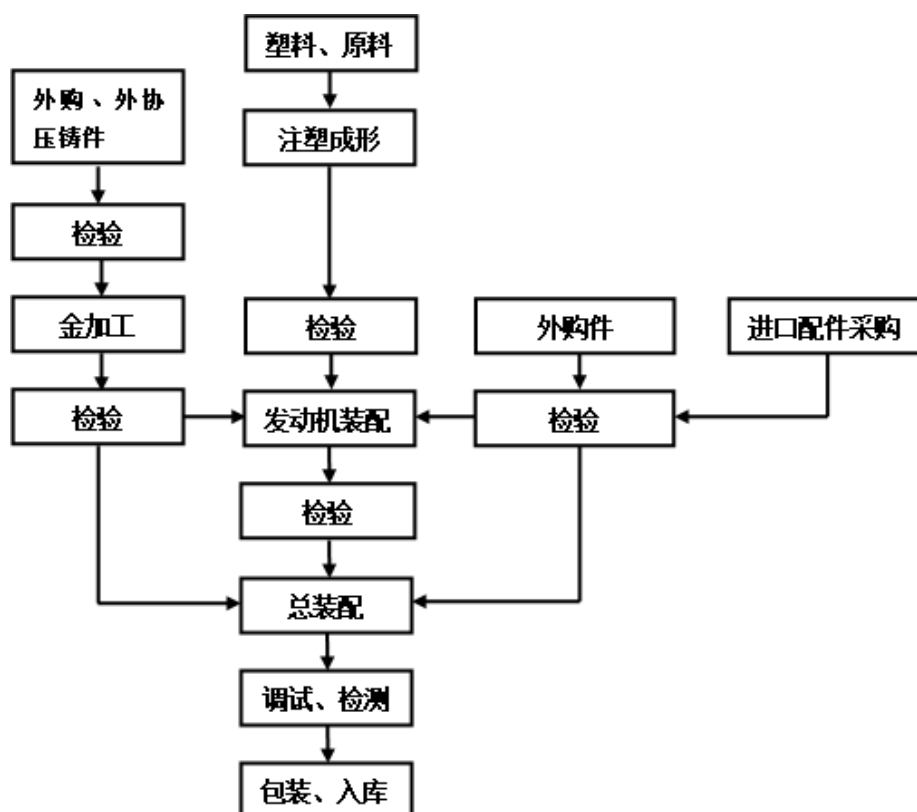 塑料、原料
外购、外协
压铸件
注塑成形
检验
金加工
检验
外购件
进口配件采购
检验
发动机装配
检验
检验
总装配
调试、检测
包装、入库